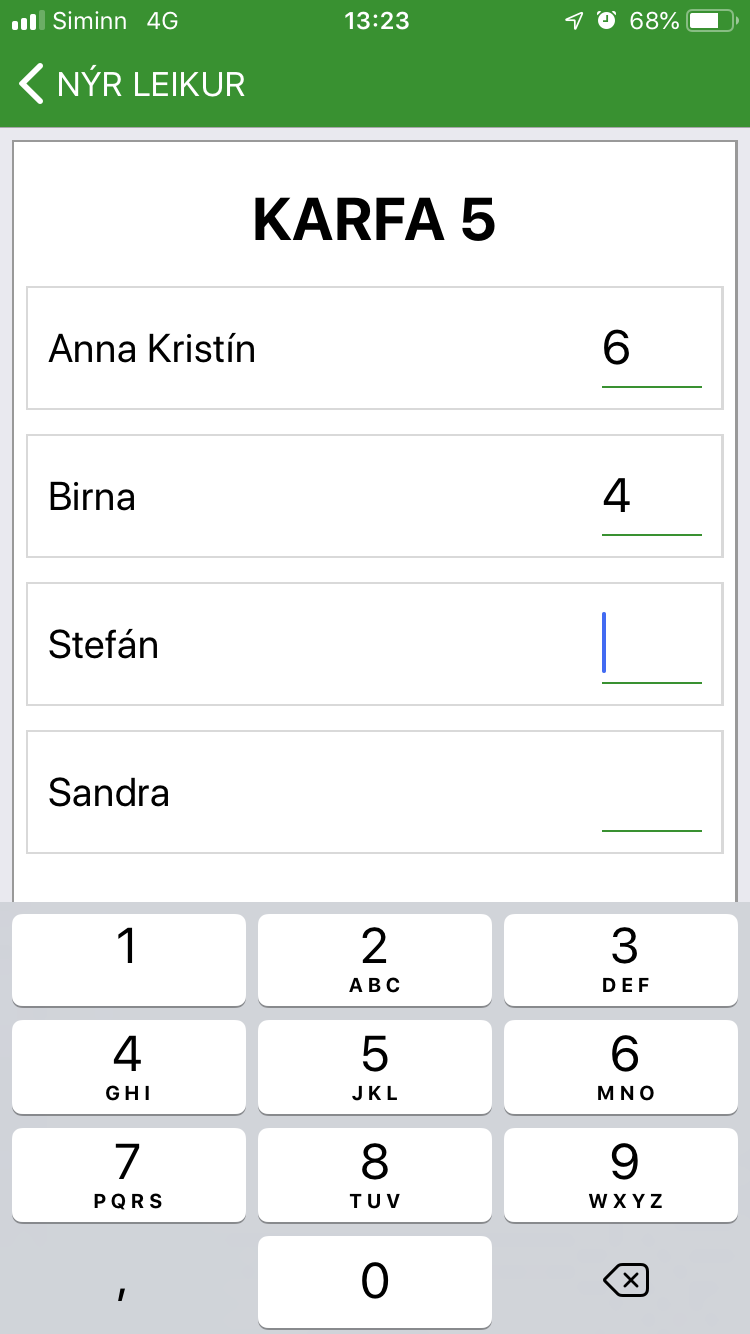 Siminn 4G 13:23 68%
NÝR LEIKUR
KARFA 5
Anna Kristín 6
Birna 4
Stefán
Sandra
1 2 3
ABC DEF
4 5 6
GHI JKL MNO
7 8 9
PQRS TUV WXYZ
, 0